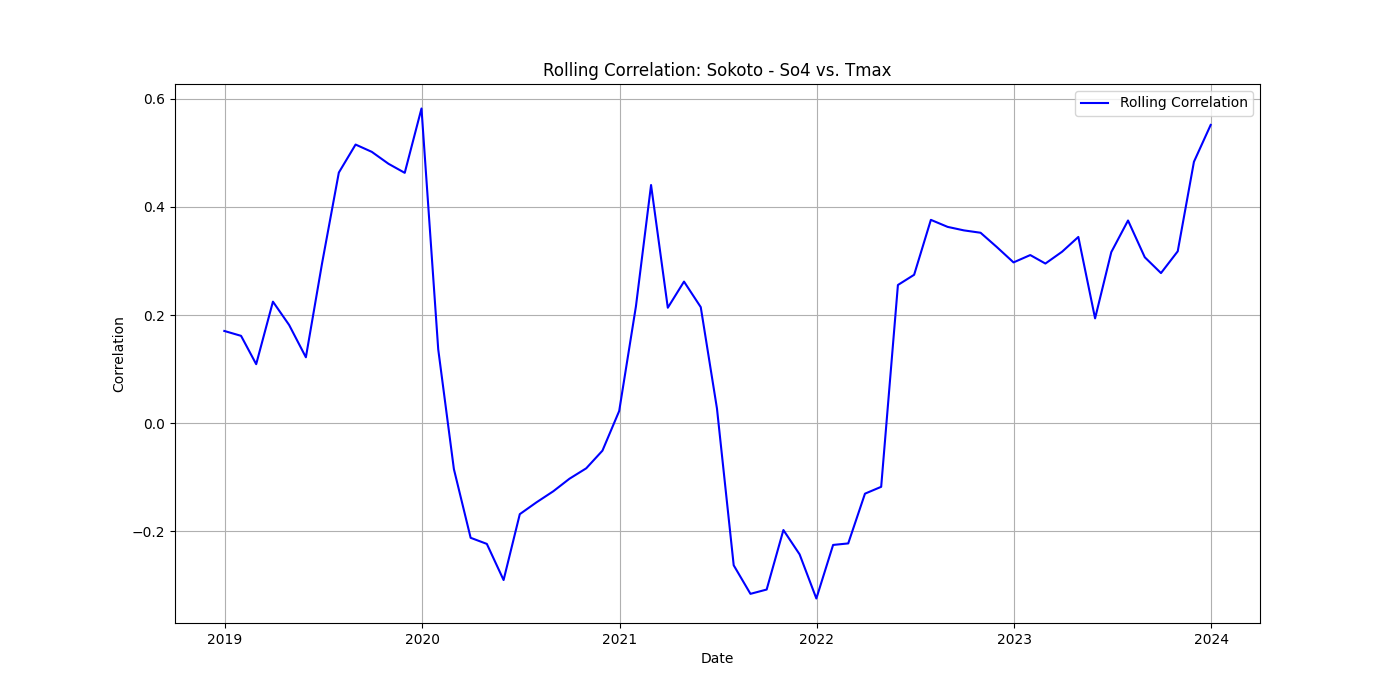 Rolling Correlation: Sokoto - So4 vs. Tmax
Rolling Correlation
0.6
0.4
0.2
0.0
−0.2
Correlation
2019 2020 2021 2022 2023 2024
Date